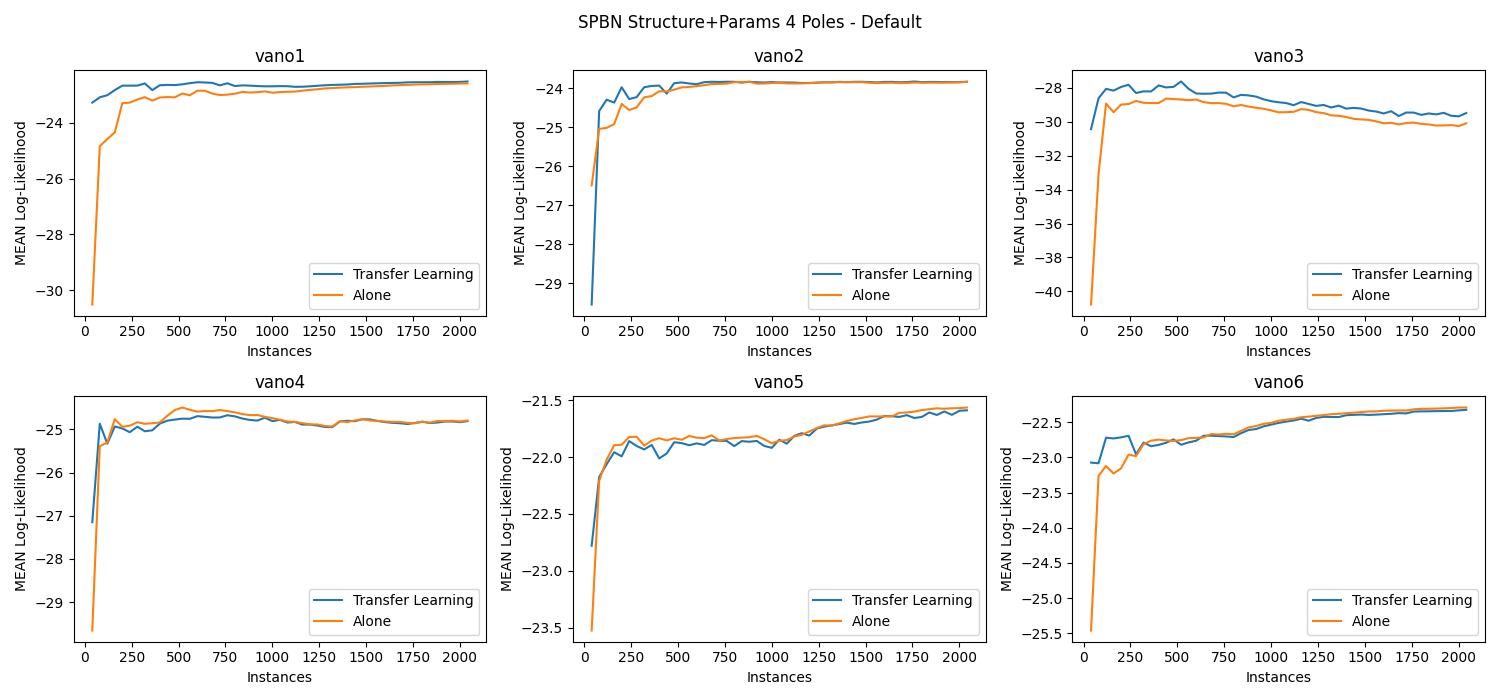 SPBN Structure+Params 4 Poles - Default
vano1
MEAN Log-Likelihood
−24
−26
−28
−30
0 250 500 750 1000 1250 1500 1750 2000
Instances
Transfer Learning
Alone
vano2
MEAN Log-Likelihood
−24
−25
−26
−27
−28
−29
0 250 500 750 1000 1250 1500 1750 2000
Instances
Transfer Learning
Alone
vano3
MEAN Log-Likelihood
−28
−30
−32
−34
−36
−38
−40
0 250 500 750 1000 1250 1500 1750 2000
Instances
Transfer Learning
Alone
vano4
MEAN Log-Likelihood
−25
−26
−27
−28
−29
0 250 500 750 1000 1250 1500 1750 2000
Instances
Transfer Learning
Alone
vano5
MEAN Log-Likelihood
−21.5
−22.0
−22.5
−23.0
−23.5
0 250 500 750 1000 1250 1500 1750 2000
Instances
Transfer Learning
Alone
vano6
MEAN Log-Likelihood
−22.5
−23.0
−23.5
−24.0
−24.5
−25.0
−25.5
0 250 500 750 1000 1250 1500 1750 2000
Instances
Transfer Learning
Alone